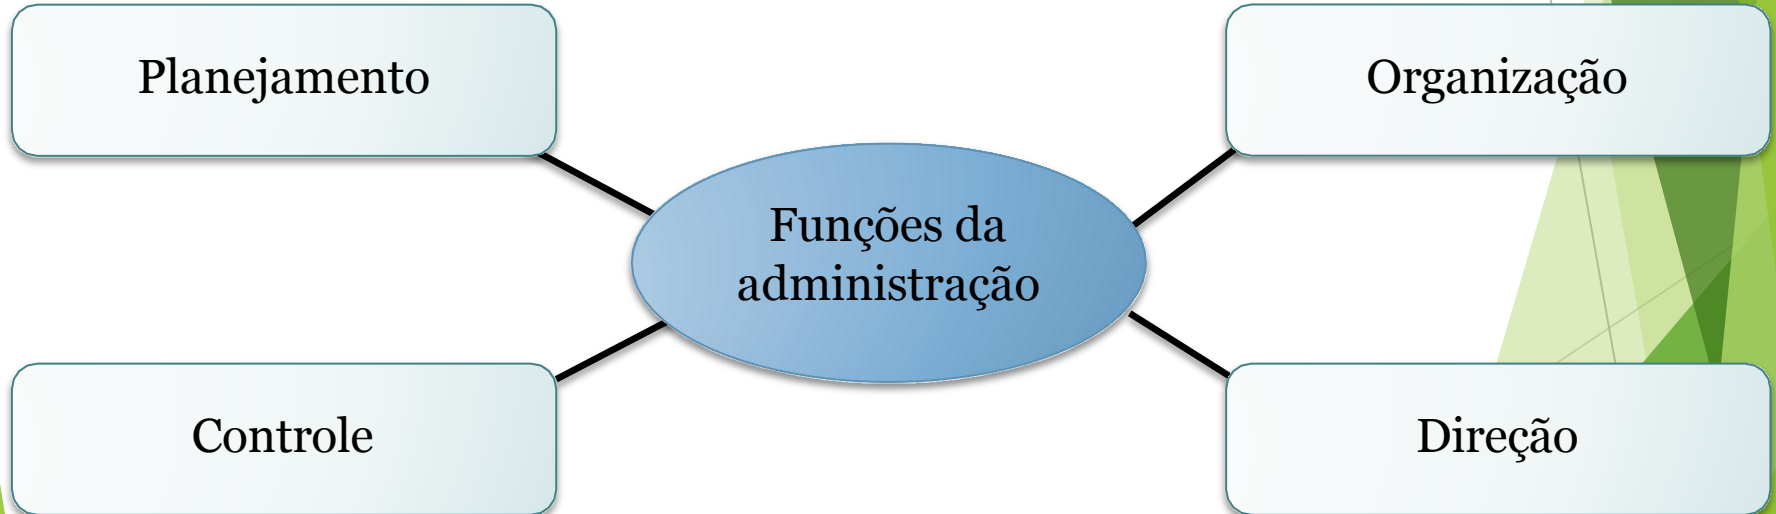 Planejamento
Organização
Funções da
administração
Controle
Direção